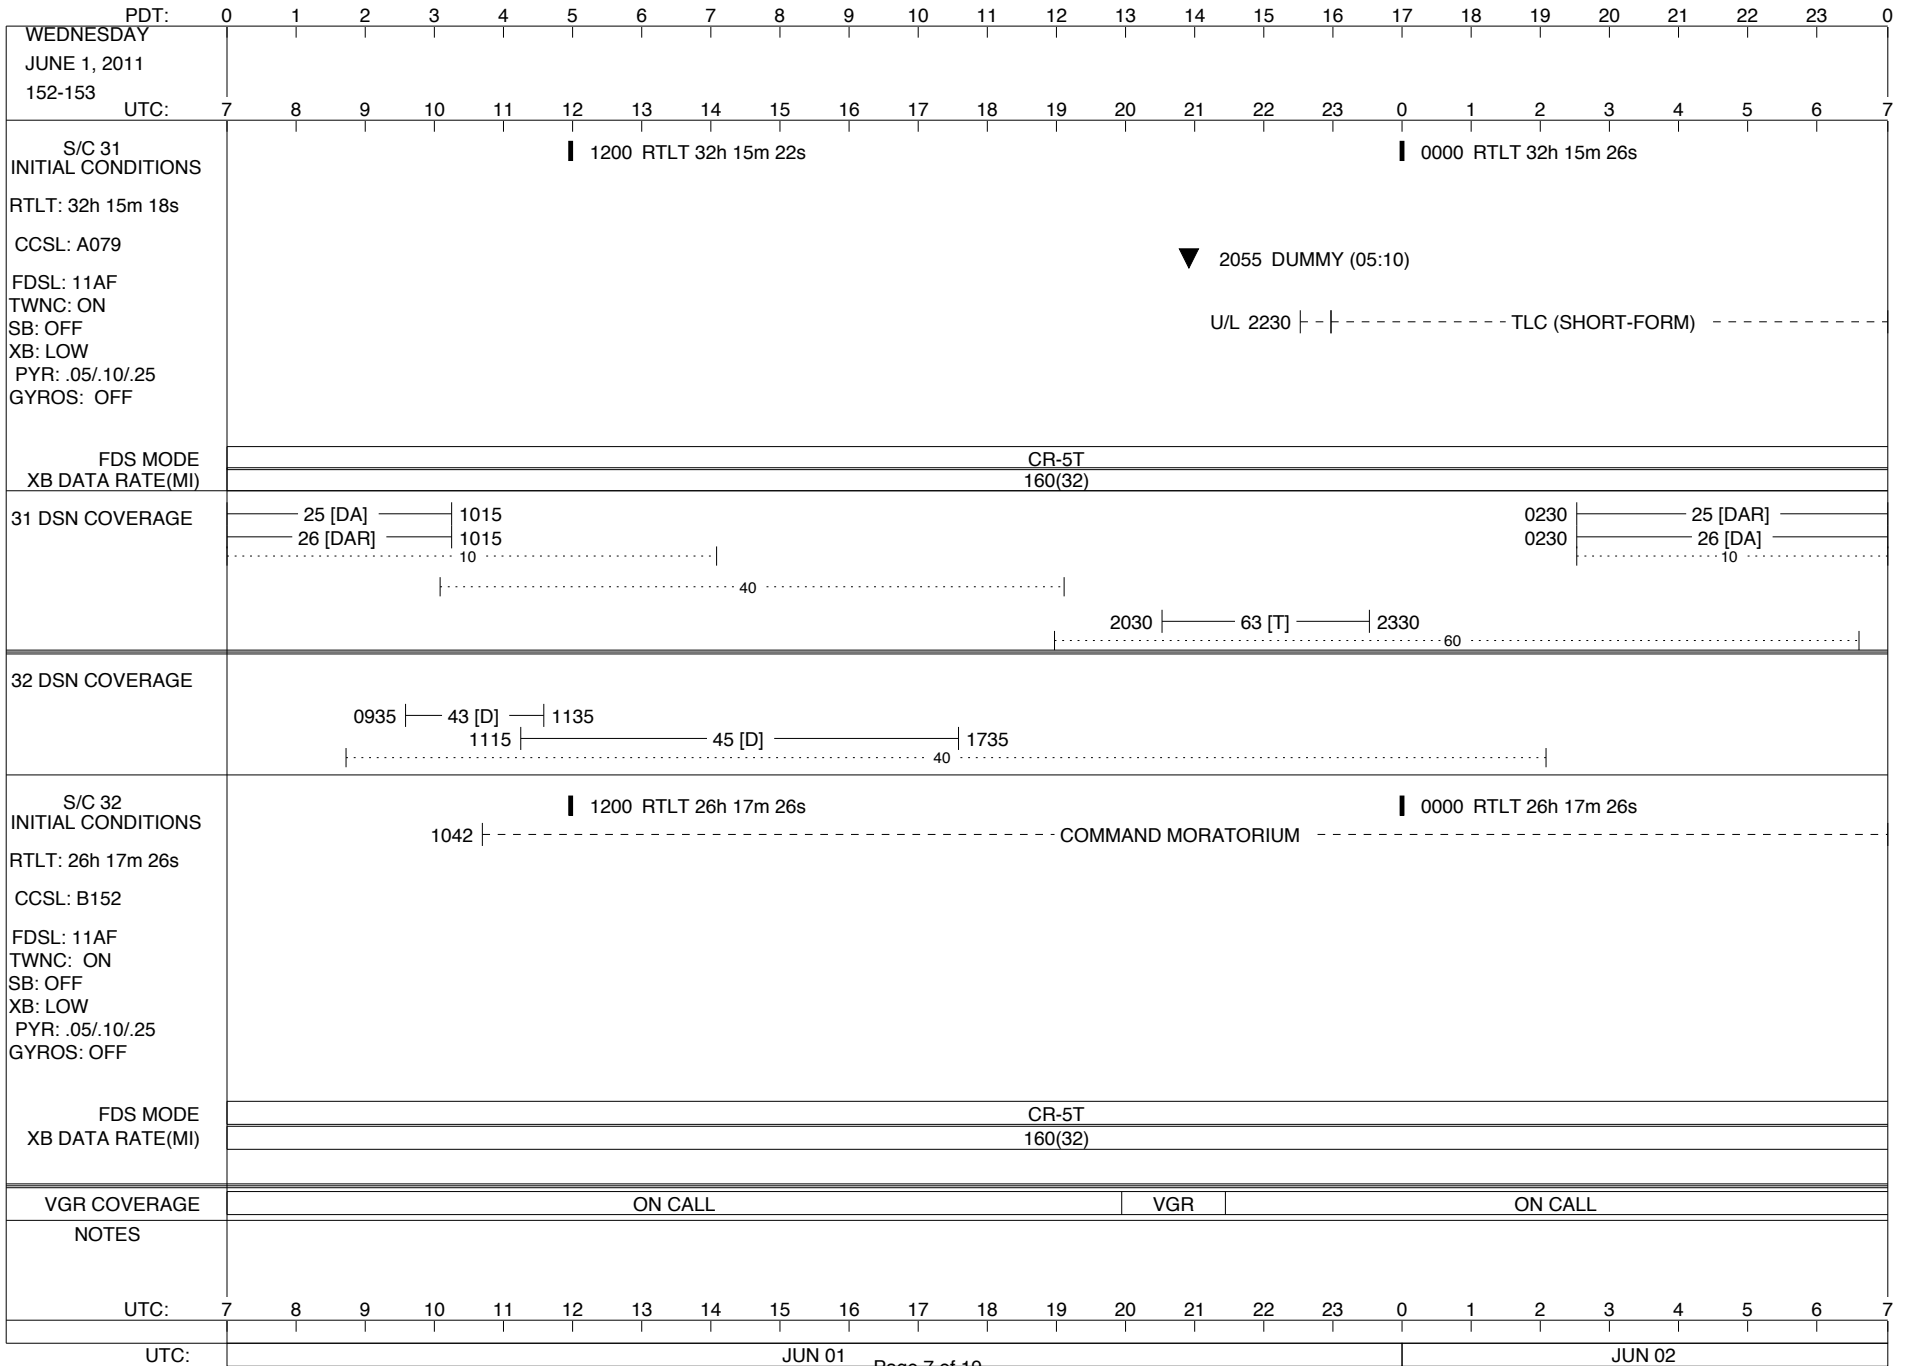 PDT: 0 1 2 3 4 5 6 7 8 9 10 11 12 13 14 15 16 17 18 19 20 21 22 23 0
WEDNESDAY
JUNE 1, 2011
152-153
UTC: 7 8 9 10 11 12 13 14 15 16 17 18 19 20 21 22 23 0 1 2 3 4 5 6 7
S/C 31
INITIAL CONDITIONS
1200 RTLT 32h 15m 22s
0000 RTLT 32h 15m 26s
RTLT: 32h 15m 18s
CCSL: A079
2055 DUMMY (05:10)
FDSL: 11AF
TWNC: ON
SB: OFF
U/L 2230 TLC (SHORT-FORM)
XB: LOW
PYR: .05/.10/.25
GYROS: OFF
FDS MODE CR-5T
XB DATA RATE(MI) 160(32)
31 DSN COVERAGE
25 [DA] 1015
0230 25 [DAR]
26 [DAR] 1015
0230 26 [DA]
10
10
40
2030 63 [T] 2330
60
32 DSN COVERAGE
0935 43 [D] 1135
1115 45 [D] 1735
40
S/C 32
INITIAL CONDITIONS
1200 RTLT 26h 17m 26s
0000 RTLT 26h 17m 26s
1042 COMMAND MORATORIUM
RTLT: 26h 17m 26s
CCSL: B152
FDSL: 11AF
TWNC: ON
SB: OFF
XB: LOW
PYR: .05/.10/.25
GYROS: OFF
FDS MODE CR-5T
XB DATA RATE(MI) 160(32)
VGR COVERAGE ON CALL VGR ON CALL
NOTES
UTC: 7 8 9 10 11 12 13 14 15 16 17 18 19 20 21 22 23 0 1 2 3 4 5 6 7
UTC: JUN 01 JUN 02
Page 7 of 19